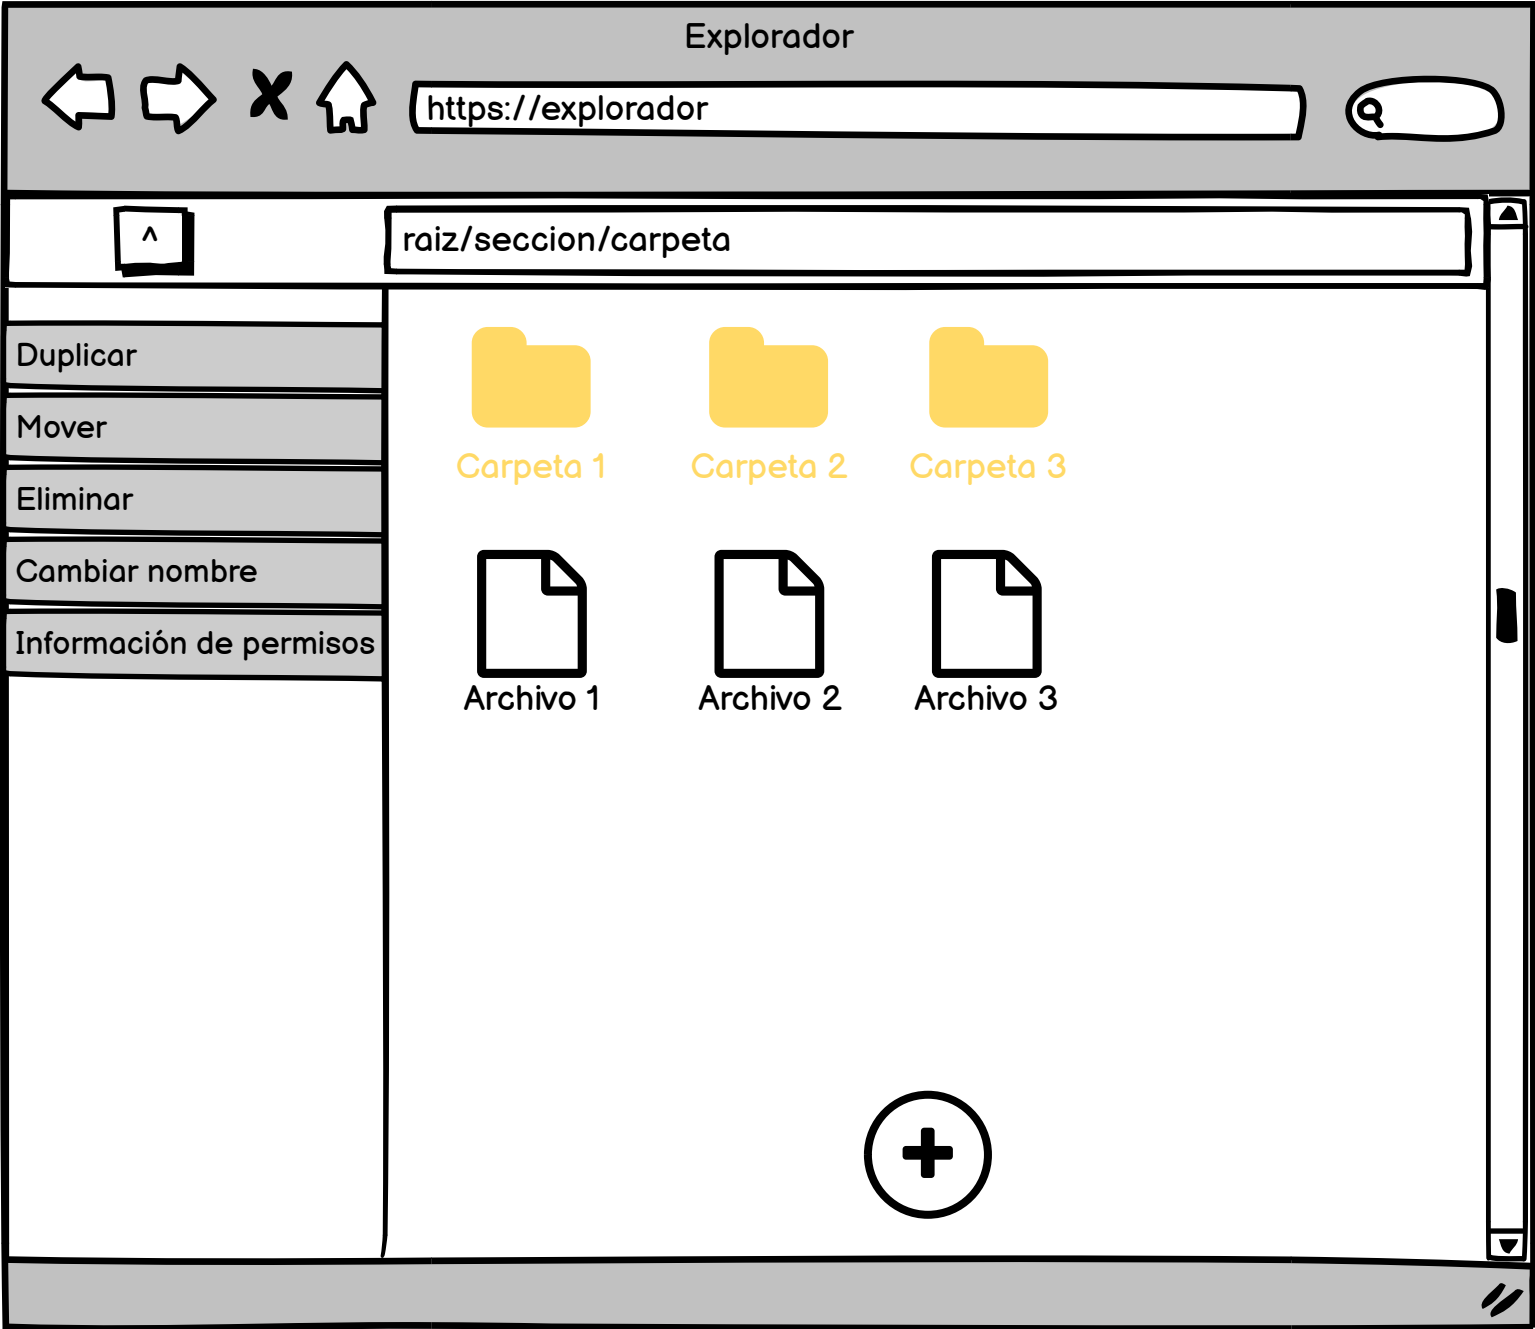 Explorador
https://explorador
^
raiz/seccion/carpeta
Duplicar
Mover
Eliminar
Cambiar nombre
Información de permisos
Carpeta 1
Carpeta 2
Carpeta 3
Archivo 1
Archivo 2
Archivo 3